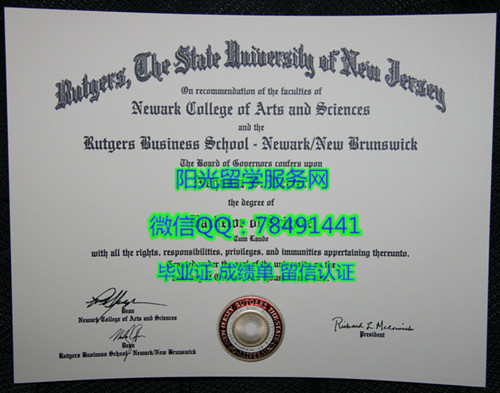 Rutgers, The State University of New Jersey
On recommendation of the faculties of
Newark College of Arts and Sciences
and the
Rutgers Business School - Newark/New Brunswick
The Board of Governors confers upon
阳光留学服务网
the degree of
微信QQ：78491441
Cum Laude
with all the rights, responsibilities, privileges, and immunities appertaining thereunto.
毕业证,成绩单,留信认证
Dean
Newark College of Arts and Sciences
Dean
Rutgers Business School - Newark/New Brunswick
Richard L. McCormick
President